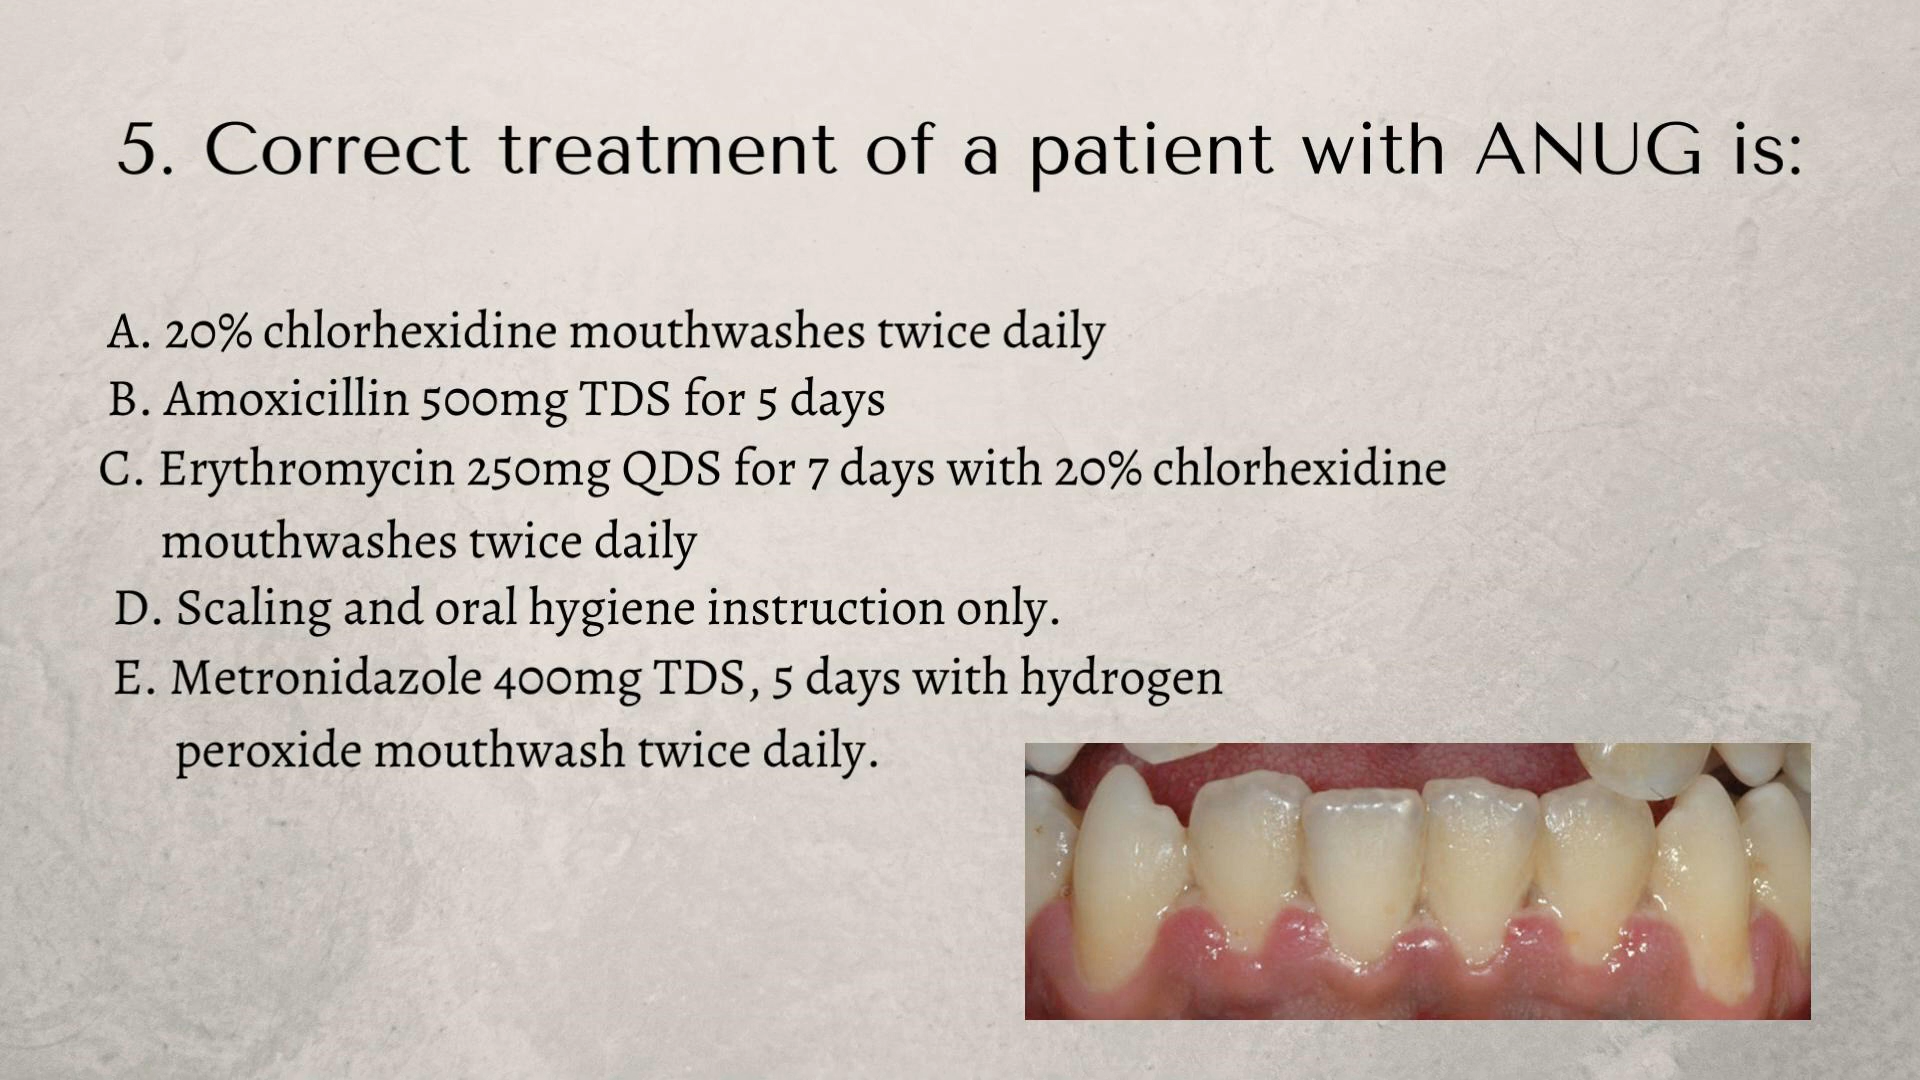 5. Correct treatment of a patient with ANUG is:
A. 20% chlorhexidine mouthwashes twice daily
B. Amoxicillin 500mg TDS for 5 days
C. Erythromycin 250mg QDS for 7 days with 20% chlorhexidine
mouthwashes twice daily
D. Scaling and oral hygiene instruction only.
E. Metronidazole 400mg TDS, 5 days with hydrogen
peroxide mouthwash twice daily.